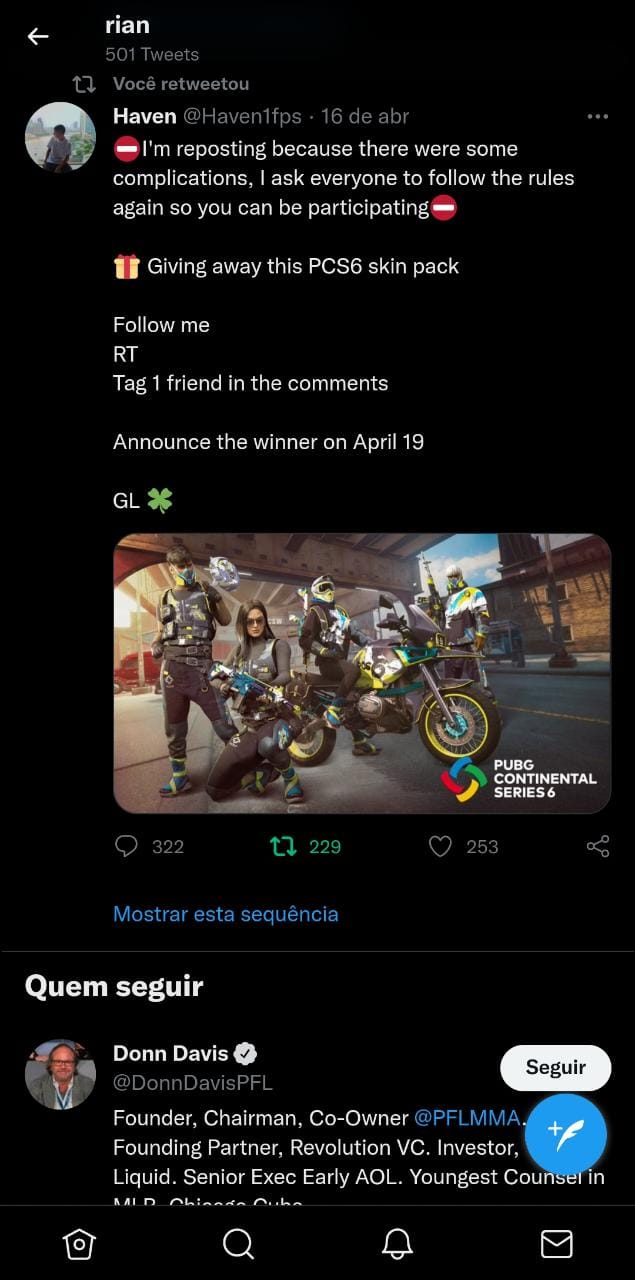 rian
501 Tweets
Você retweetou
Haven @Haven1fps · 16 de abr
⛔I'm reposting because there were some
complications, I ask everyone to follow the rules
again so you can be participating⛔
🎁 Giving away this PCS6 skin pack
Follow me
RT
Tag 1 friend in the comments
Announce the winner on April 19
GL 🍀
PUBG
CONTINENTAL
SERIES 6
322 229 253
Mostrar esta sequência
Quem seguir
Donn Davis
Seguir
@DonnDavisPFL
Founder, Chairman, Co-Owner @PFLMMA.
Founding Partner, Revolution VC. Investor,
Liquid. Senior Exec Early AOL. Youngest Counsel in
MLB, Chicago Cubs